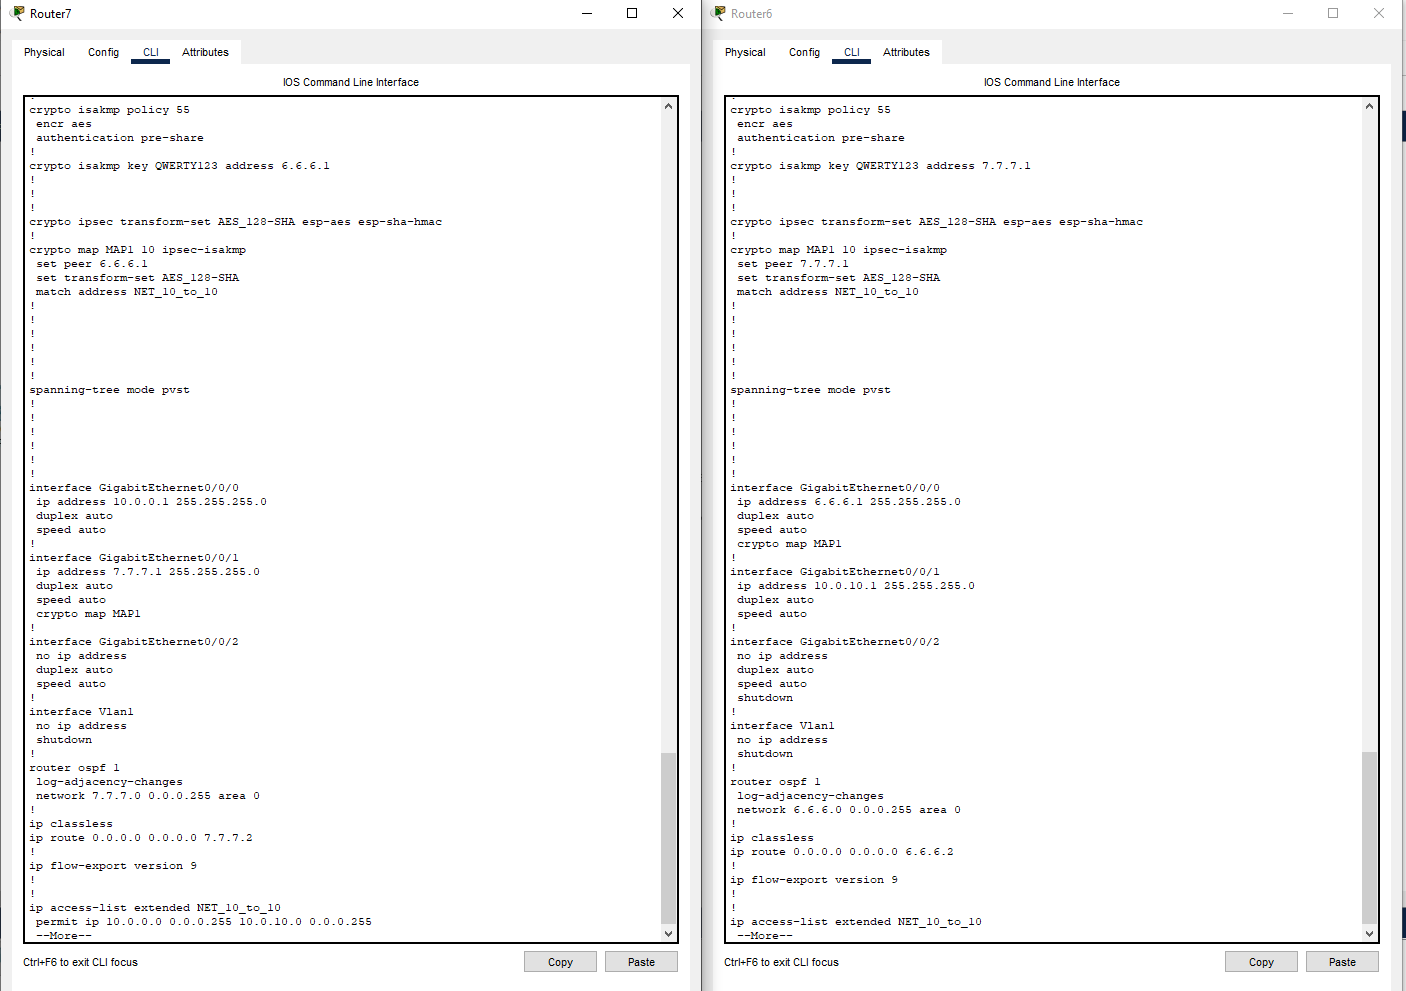 Router7
Physical Config CLI Attributes
IOS Command Line Interface
!
crypto isakmp policy 55
encr aes
authentication pre-share
!
crypto isakmp key QWERTY123 address 6.6.6.1
!
!
!
crypto ipsec transform-set AES_128-SHA esp-aes esp-sha-hmac
!
crypto map MAP1 10 ipsec-isakmp
set peer 6.6.6.1
set transform-set AES_128-SHA
match address NET_10_to_10
!
!
!
!
!
!
spanning-tree mode pvst
!
!
!
!
!
!
interface GigabitEthernet0/0/0
ip address 10.0.0.1 255.255.255.0
duplex auto
speed auto
!
interface GigabitEthernet0/0/1
ip address 7.7.7.1 255.255.255.0
duplex auto
speed auto
crypto map MAP1
!
interface GigabitEthernet0/0/2
no ip address
duplex auto
speed auto
!
interface Vlan1
no ip address
shutdown
!
router ospf 1
log-adjacency-changes
network 7.7.7.0 0.0.0.255 area 0
!
ip classless
ip route 0.0.0.0 0.0.0.0 7.7.7.2
!
ip flow-export version 9
!
!
ip access-list extended NET_10_to_10
permit ip 10.0.0.0 0.0.0.255 10.0.10.0 0.0.0.255
--More--
Ctrl+F6 to exit CLI focus
Copy Paste
Router6
Physical Config CLI Attributes
IOS Command Line Interface
!
crypto isakmp policy 55
encr aes
authentication pre-share
!
crypto isakmp key QWERTY123 address 7.7.7.1
!
!
!
crypto ipsec transform-set AES_128-SHA esp-aes esp-sha-hmac
!
crypto map MAP1 10 ipsec-isakmp
set peer 7.7.7.1
set transform-set AES_128-SHA
match address NET_10_to_10
!
!
!
!
!
!
spanning-tree mode pvst
!
!
!
!
!
!
interface GigabitEthernet0/0/0
ip address 6.6.6.1 255.255.255.0
duplex auto
speed auto
crypto map MAP1
!
interface GigabitEthernet0/0/1
ip address 10.0.10.1 255.255.255.0
duplex auto
speed auto
!
interface GigabitEthernet0/0/2
no ip address
duplex auto
speed auto
shutdown
!
interface Vlan1
no ip address
shutdown
!
router ospf 1
log-adjacency-changes
network 6.6.6.0 0.0.0.255 area 0
!
ip classless
ip route 0.0.0.0 0.0.0.0 6.6.6.2
!
ip flow-export version 9
!
!
ip access-list extended NET_10_to_10
--More--
Ctrl+F6 to exit CLI focus
Copy Paste